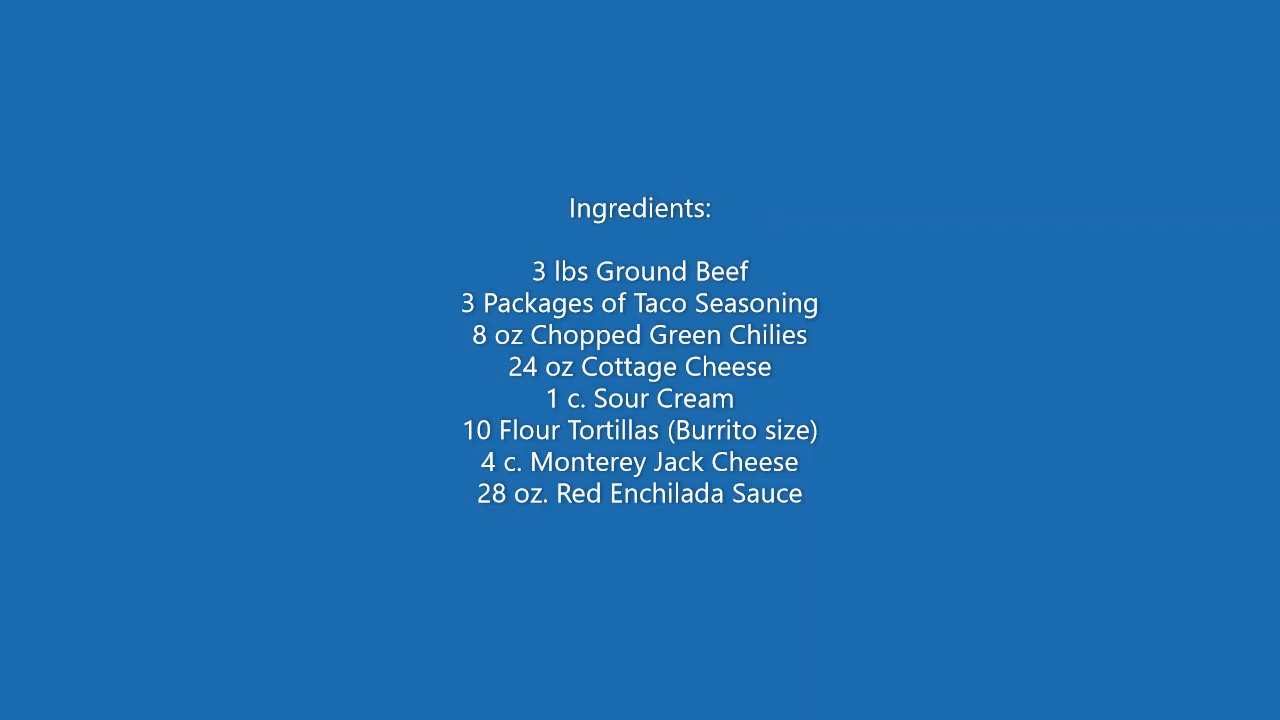 Ingredients:
3 lbs Ground Beef
3 Packages of Taco Seasoning
8 oz Chopped Green Chilies
24 oz Cottage Cheese
1 c. Sour Cream
10 Flour Tortillas (Burrito size)
4 c. Monterey Jack Cheese
28 oz. Red Enchilada Sauce